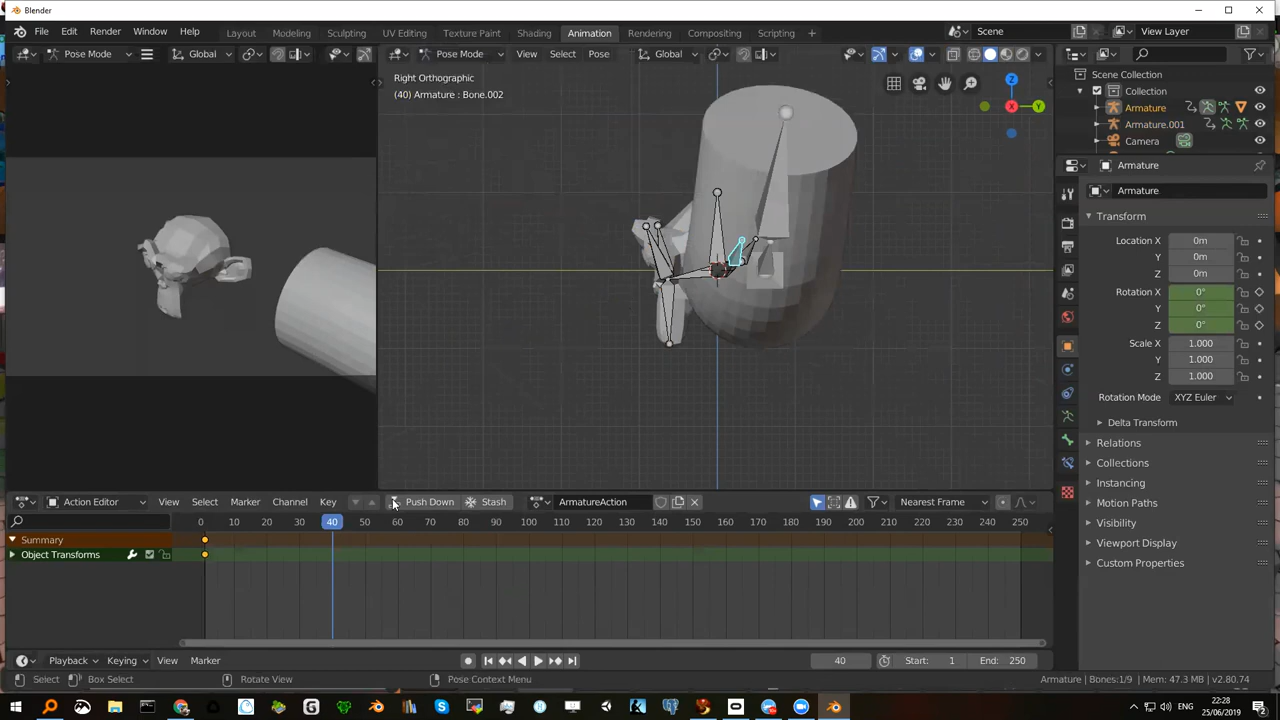 Blender
File Edit Render Window Help Layout Modeling Sculpting UV Editing Texture Paint Shading Animation Rendering Compositing Scripting + Scene View Layer
Pose Mode Global Pose Mode View Select Pose Global
Right Orthographic
(40) Armature : Bone.002
Z
X Y
Scene Collection
Collection
Armature
Armature.001
Camera
Armature
Armature
Transform
Location X 0m
Y 0m
Z 0m
Rotation X 0°
Y 0°
Z 0°
Scale X 1.000
Y 1.000
Z 1.000
Rotation Mode XYZ Euler
Delta Transform
Relations
Collections
Instancing
Motion Paths
Visibility
Viewport Display
Custom Properties
Action Editor View Select Marker Channel Key Push Down Stash ArmatureAction Nearest Frame
0 10 20 30 40 50 60 70 80 90 100 110 120 130 140 150 160 170 180 190 200 210 220 230 240 250
Summary
Object Transforms
Playback Keying View Marker 40 Start: 1 End: 250
Select Box Select Rotate View Pose Context Menu Armature | Bones:1/9 | Mem: 47.3 MB | v2.80.74
22:28
25/06/2019